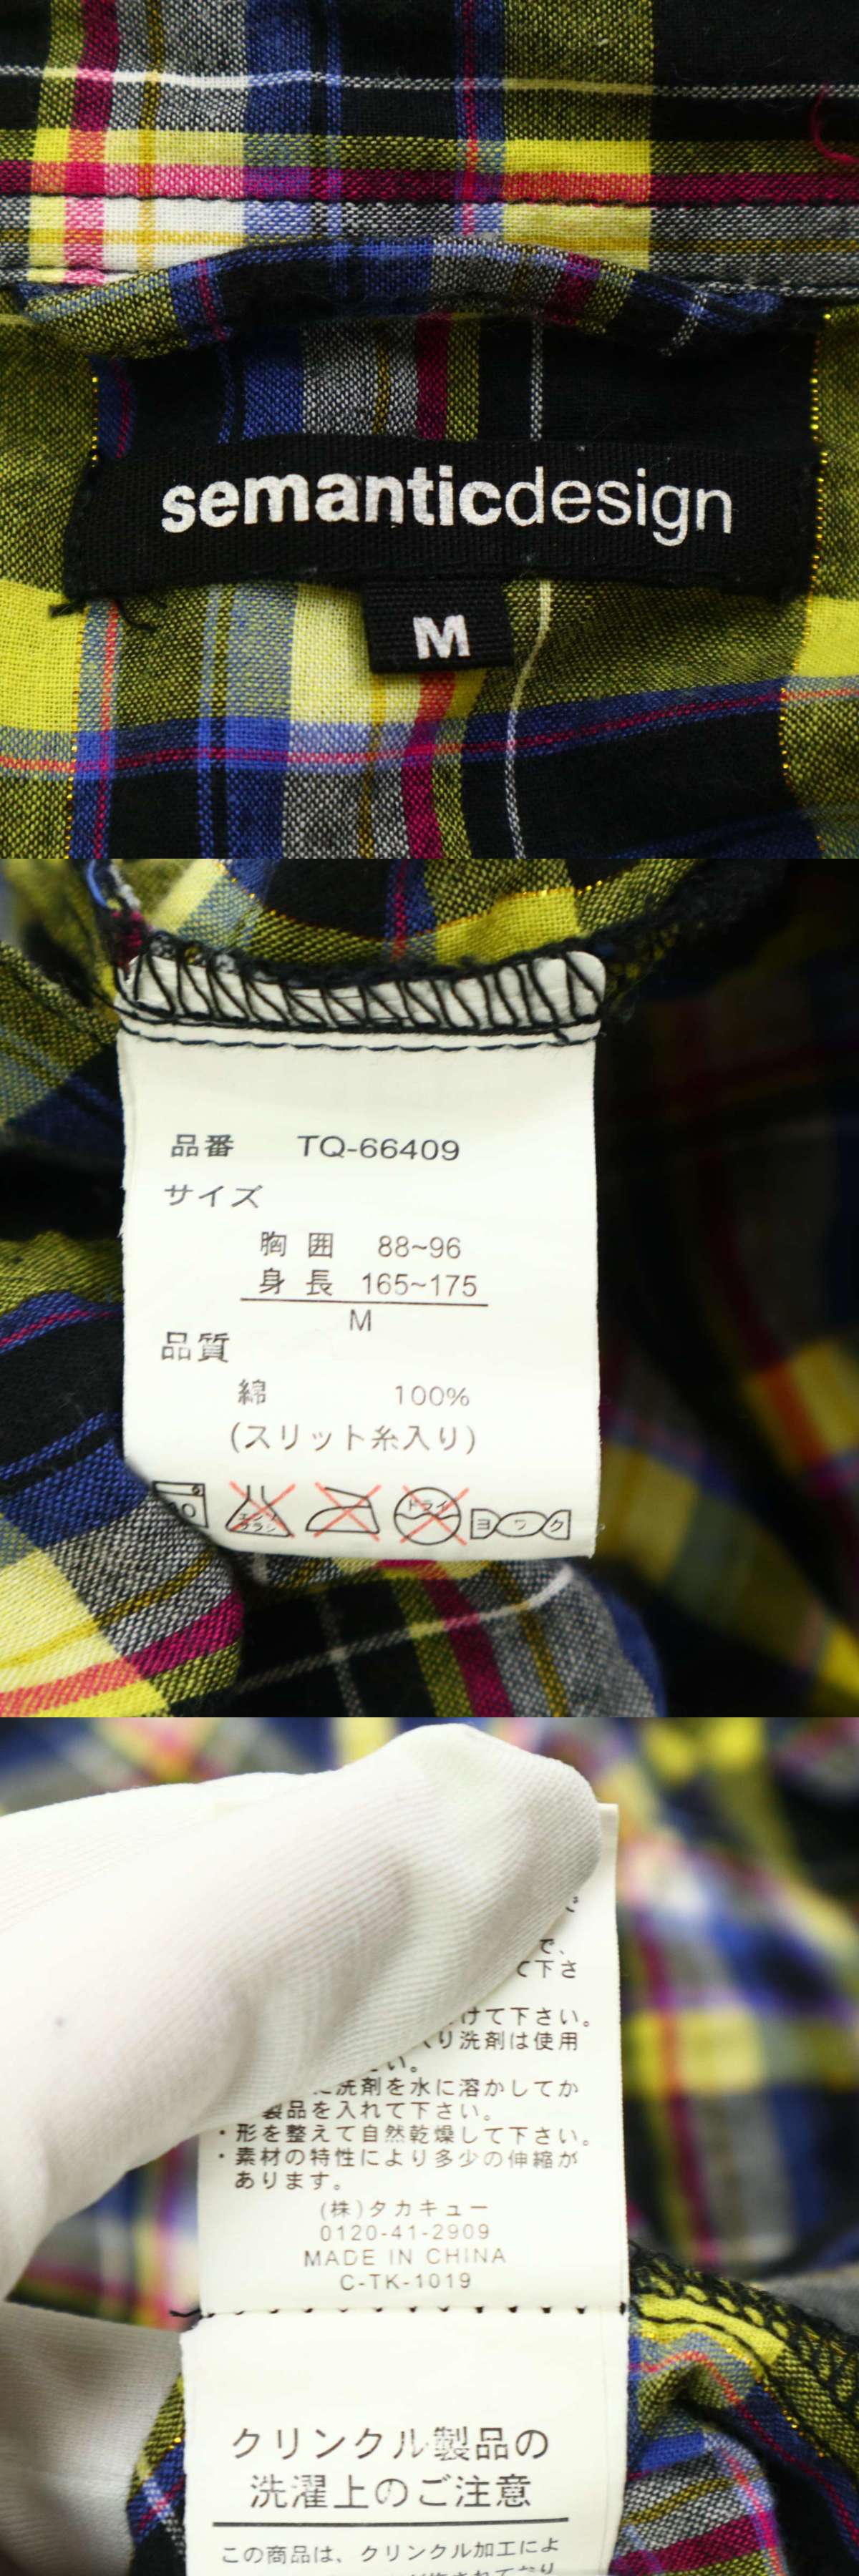 semanticdesign
M
品番 TQ-66409
サイズ
胸囲 88~96
身長 165~175
M
品質
綿 100%
(スリット糸入り)
ドライ
ヨワク
で、
て下さ
けて下さい。
り洗剤は使用
い。
に洗剤を水に溶かしてか
製品を入れて下さい。
・形を整えて自然乾燥して下さい。
・素材の特性により多少の伸縮が
あります。
(株)タカキュー
0120-41-2909
MADE IN CHINA
C-TK-1019
クリンクル製品の
洗濯上のご注意
この商品は、クリンクル加工によ